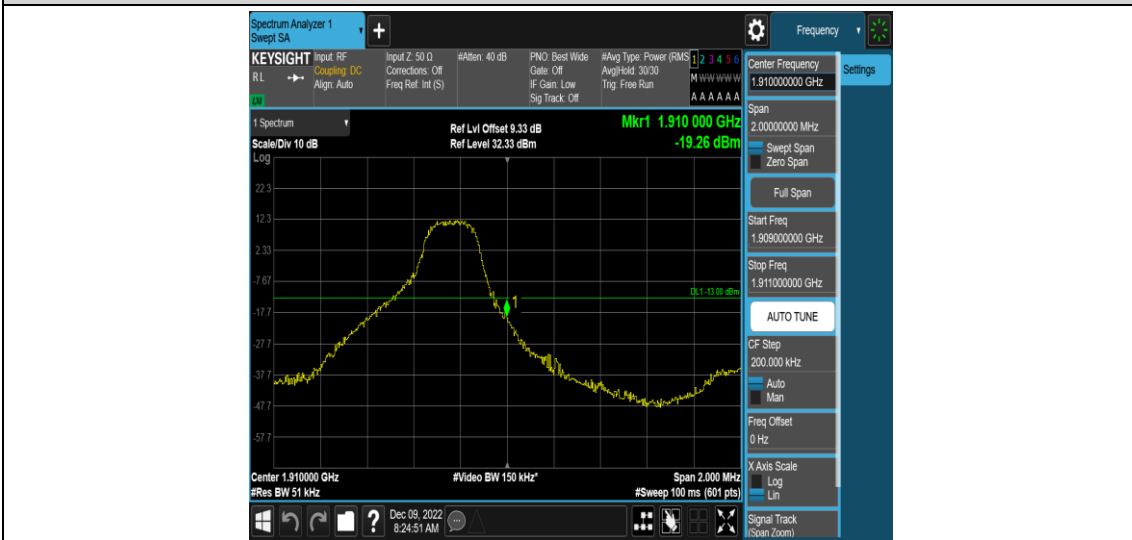 Spectrum Analyzer 1
Swept SA
+
Frequency
KEYSIGHT
RL
LXI
Input: RF
Coupling: DC
Align: Auto
Input Z: 50 Ω
Corrections: Off
Freq Ref: Int (S)
#Atten: 40 dB
PNO: Best Wide
Gate: Off
IF Gain: Low
Sig Track: Off
#Avg Type: Power (RMS
Avg|Hold: 30/30
Trig: Free Run
1 2 3 4 5 6
M W W W W W
A A A A A A
1 Spectrum
Scale/Div 10 dB
Log
Ref Lvl Offset 9.33 dB
Ref Level 32.33 dBm
Mkr1 1.910 000 GHz
-19.26 dBm
22.3
12.3
2.33
-7.67
-17.7
-27.7
-37.7
-47.7
-57.7
DL1 -13.00 dBm
1
Center 1.910000 GHz
#Res BW 51 kHz
#Video BW 150 kHz*
Span 2.000 MHz
#Sweep 100 ms (601 pts)
Center Frequency
1.910000000 GHz
Settings
Span
2.00000000 MHz
Swept Span
Zero Span
Full Span
Start Freq
1.909000000 GHz
Stop Freq
1.911000000 GHz
AUTO TUNE
CF Step
200.000 kHz
Auto
Man
Freq Offset
0 Hz
X Axis Scale
Log
Lin
Signal Track
(Span Zoom)
?
Dec 09, 2022
8:24:51 AM